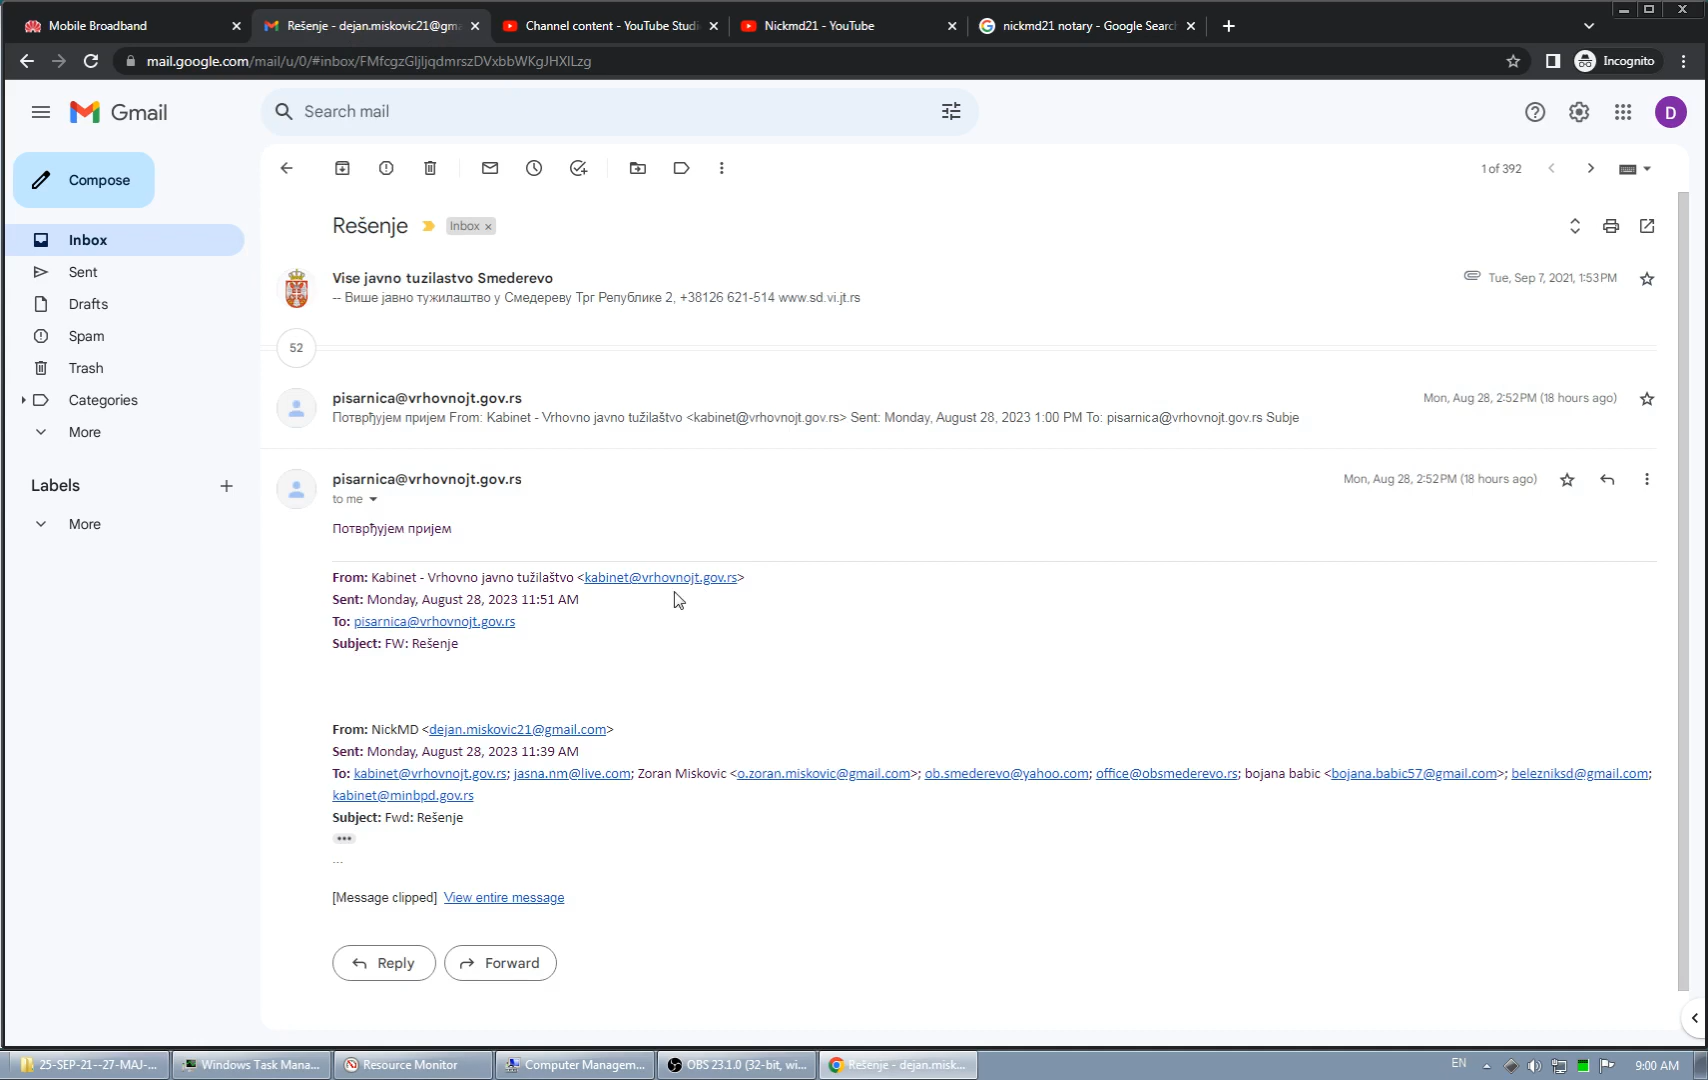 Mobile Broadband
Rešenje - dejan.miskovic21@gma
Channel content - YouTube Studi
Nickmd21 - YouTube
nickmd21 notary - Google Search
mail.google.com/mail/u/0/#inbox/
Incognito
Gmail
Search mail
D
Compose
1 of 392
Rešenje
Inbox ×
Inbox
Sent
Drafts
Spam
Trash
Categories
More
Labels
More
Vise javno tuzilastvo Smederevo
Tue, Sep 7, 2021, 1:53 PM
-- Више јавно тужилаштво у Смедереву Трг Републике 2, +38126 621-514 www.sd.vi.jt.rs
52
pisarnica@vrhovnojt.gov.rs
Mon, Aug 28, 2:52 PM (18 hours ago)
Потврђујем пријем From: Kabinet - Vrhovno javno tužilaštvo <kabinet@vrhovnojt.gov.rs> Sent: Monday, August 28, 2023 1:00 PM To: pisarnica@vrhovnojt.gov.rs Subje
pisarnica@vrhovnojt.gov.rs
Mon, Aug 28, 2:52 PM (18 hours ago)
to me
Потврђујем пријем
From: Kabinet - Vrhovno javno tužilaštvo <kabinet@vrhovnojt.gov.rs>
Sent: Monday, August 28, 2023 11:51 AM
To: pisarnica@vrhovnojt.gov.rs
Subject: FW: Rešenje
From: NickMD <dejan.miskovic21@gmail.com>
Sent: Monday, August 28, 2023 11:39 AM
To: kabinet@vrhovnojt.gov.rs; jasna.nm@live.com; Zoran Miskovic <o.zoran.miskovic@gmail.com>; ob.smederevo@yahoo.com; office@obsmederevo.rs; bojana babic <bojana.babic57@gmail.com>; belezniksd@gmail.com;
kabinet@minbpd.gov.rs
Subject: Fwd: Rešenje
...
[Message clipped] View entire message
Reply
Forward
25-SEP-21--27-MAJ-...
Windows Task Mana...
Resource Monitor
Computer Managem...
OBS 23.1.0 (32-bit, wi...
Rešenje - dejan.misk...
EN
9:00 AM